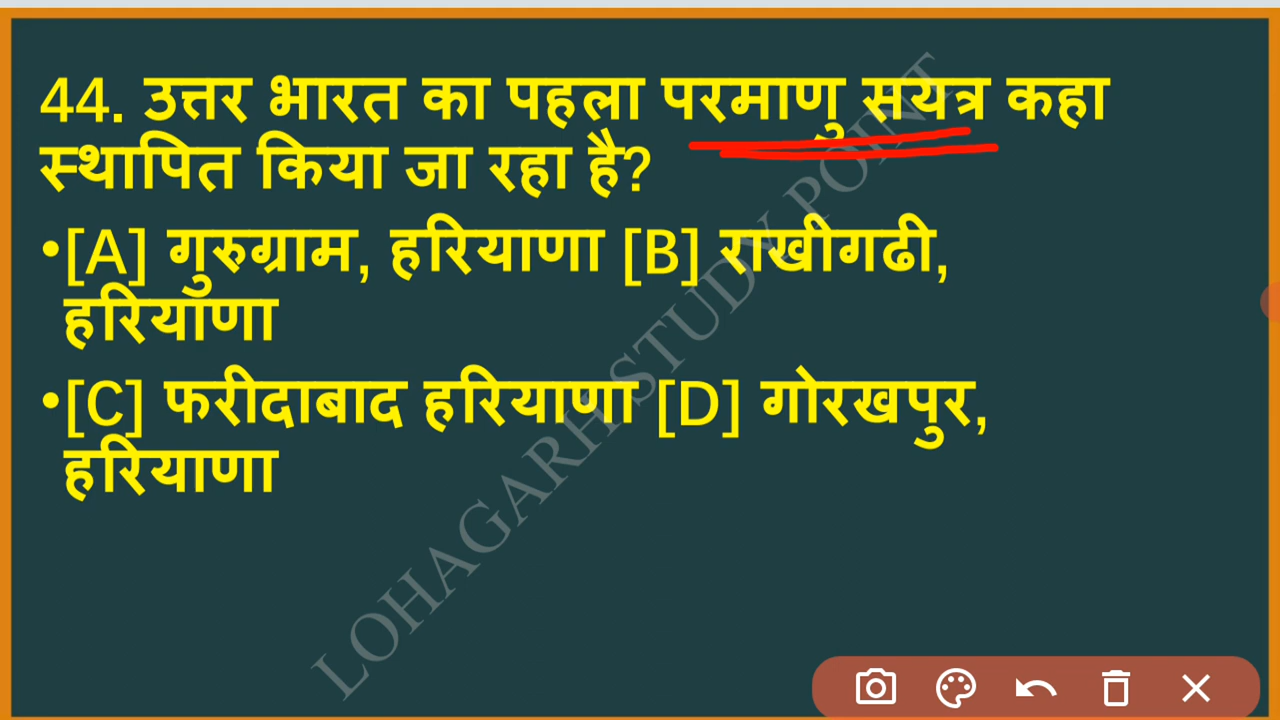 44. उत्तर भारत का पहला परमाणु सयत्र कहा
स्थापित किया जा रहा है?
•[A] गुरुग्राम, हरियाणा [B] राखीगढी,
हरियाणा
•[C] फरीदाबाद हरियाणा [D] गोरखपुर,
हरियाणा
LOHAGARH STUDY POINT